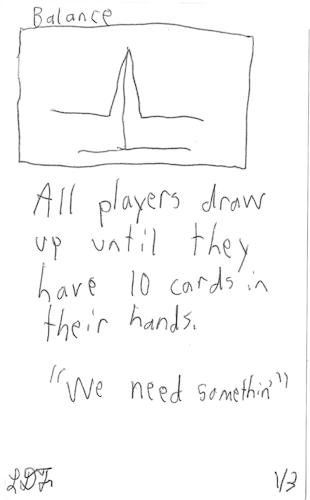 Balance
All players draw
up until they
have 10 cards in
their hands.
"We need somethin'"
LDF 1/3